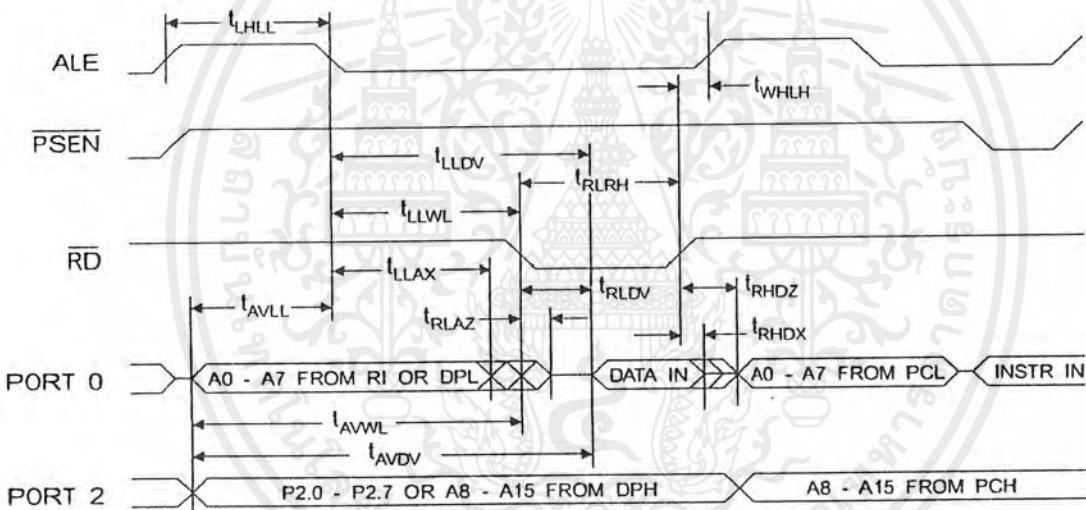 tLHLL
ALE
tWHLH
PSEN
tLLDV
tRLRH
tLLWL
RD
tLLAX
tRLDV
tRHDZ
tAVLL
tRLAZ
tRHDX
PORT 0
A0 - A7 FROM RI OR DPL
DATA IN
A0 - A7 FROM PCL
INSTR IN
tAVWL
tAVDV
PORT 2
P2.0 - P2.7 OR A8 - A15 FROM DPH
A8 - A15 FROM PCH